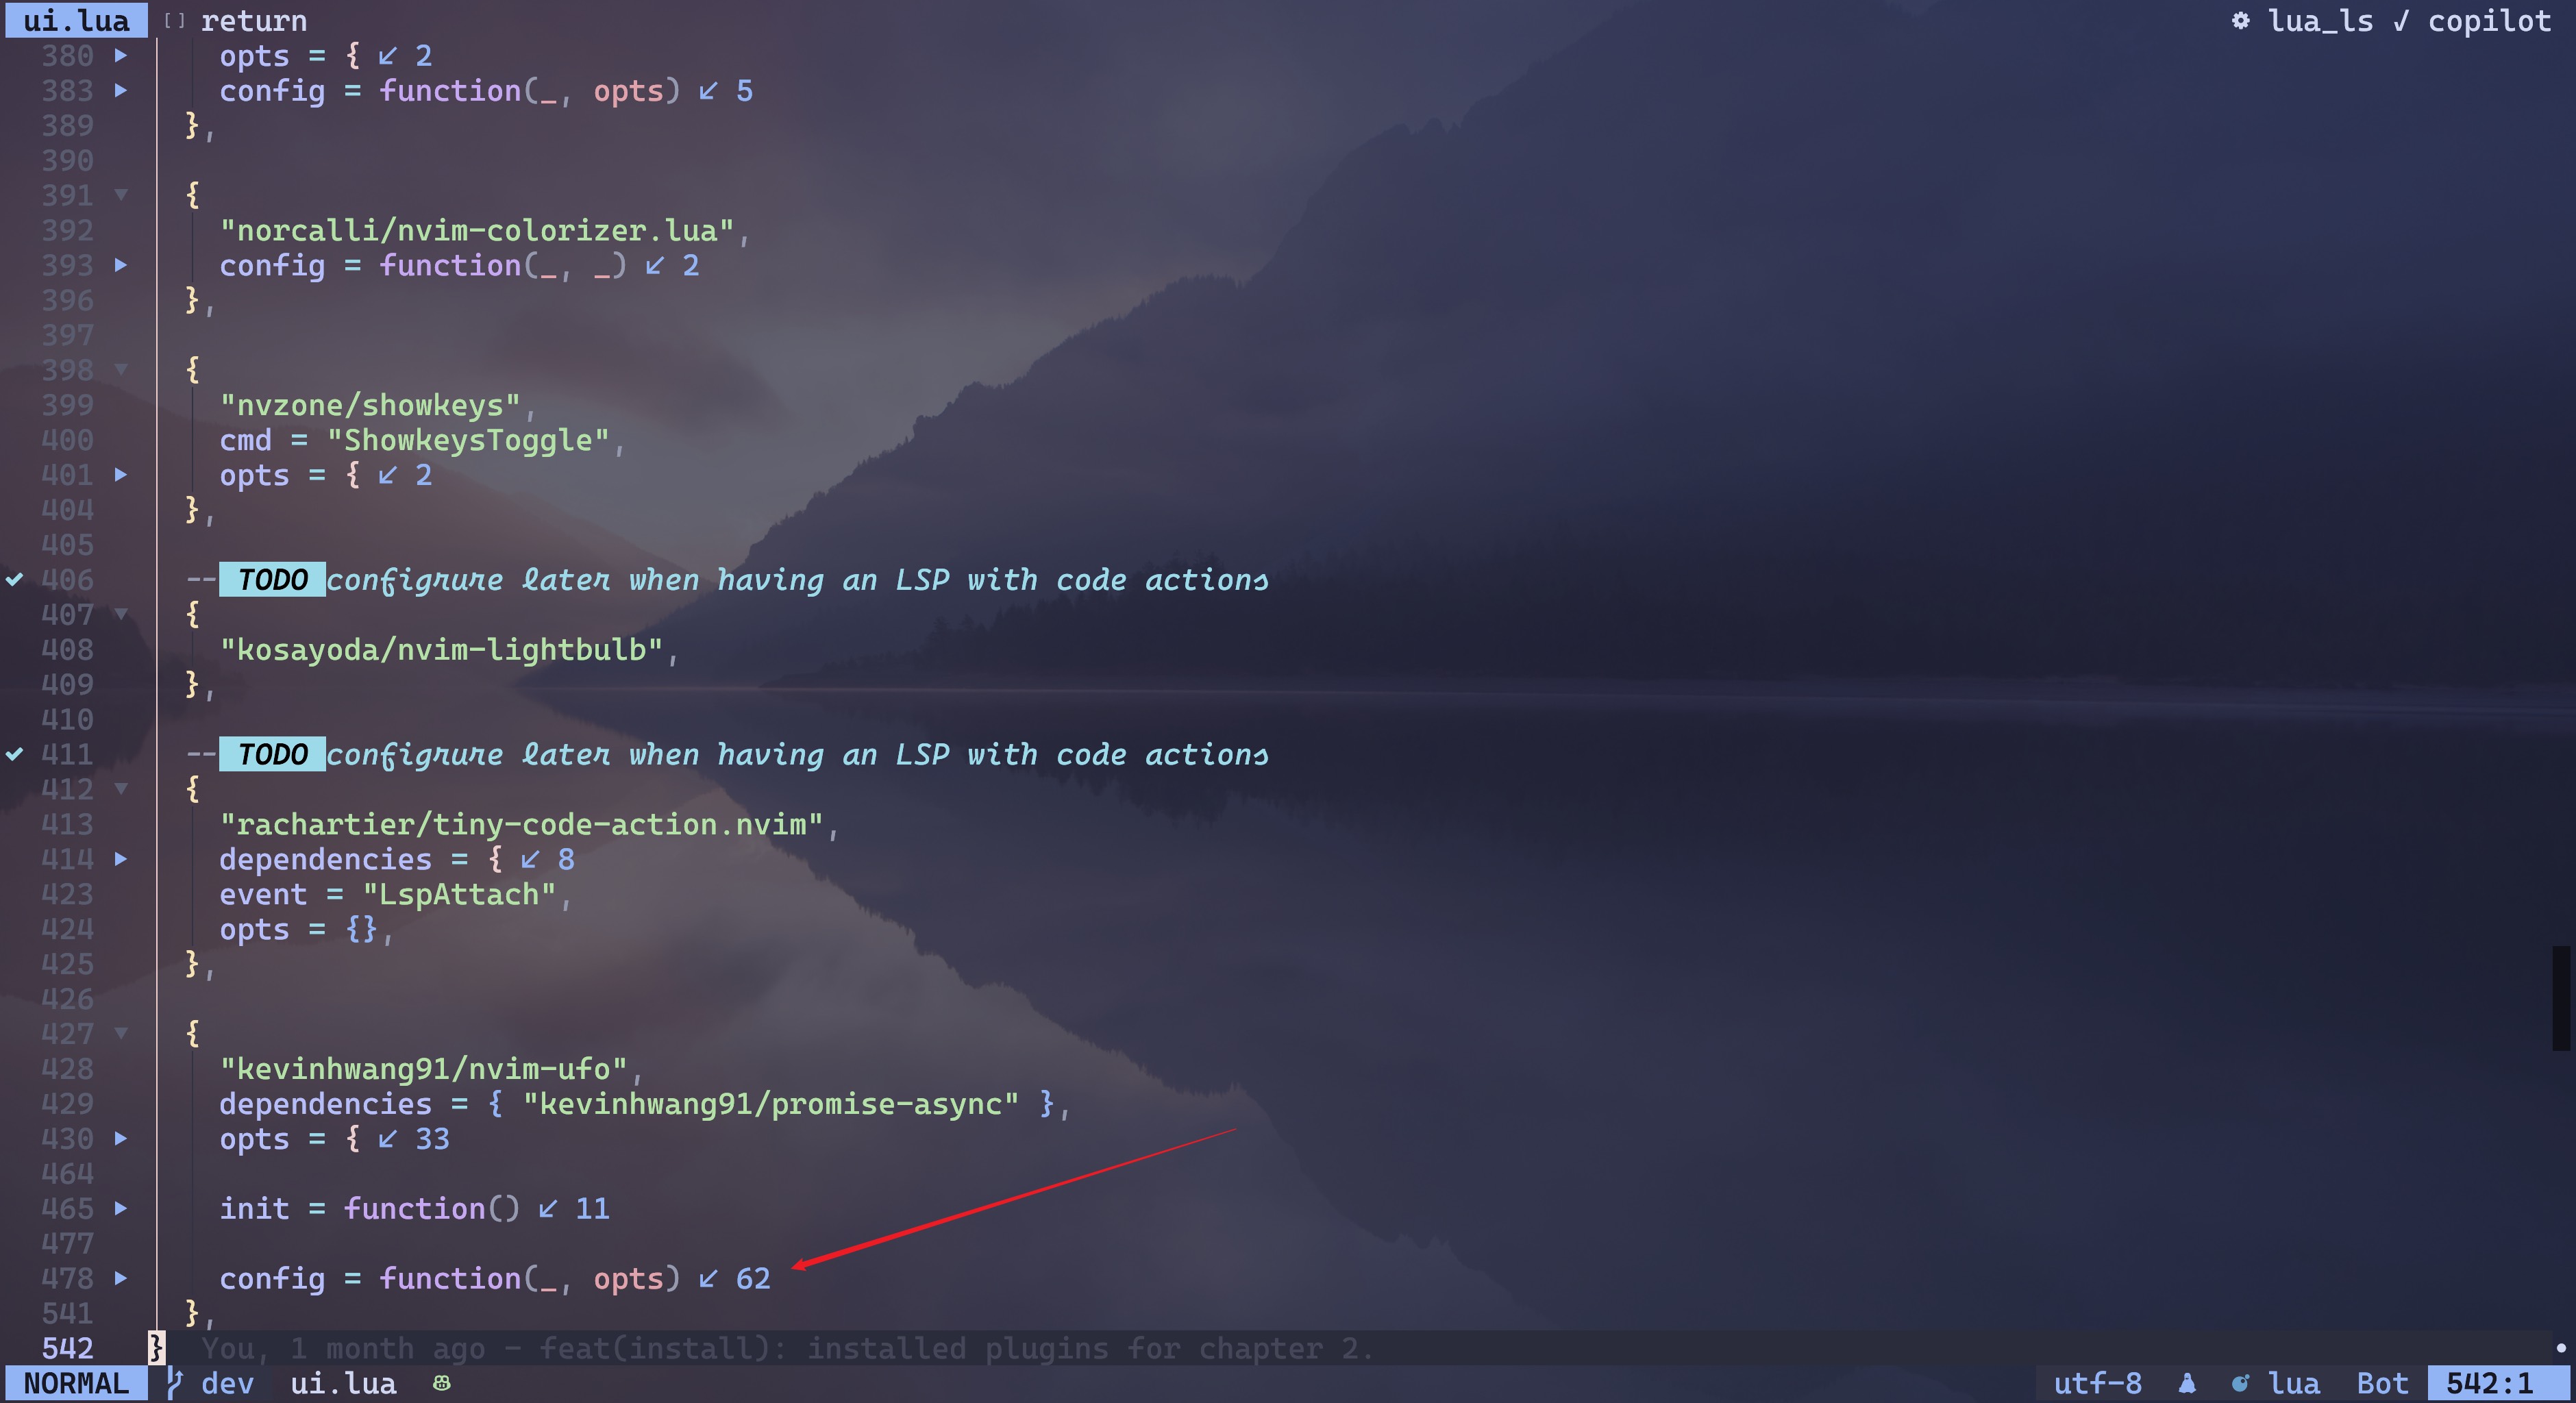 ui.lua [] return lua_ls ✓ copilot
380 opts = { ↙ 2
383 config = function(_, opts) ↙ 5
389 },
390
391 {
392 "norcalli/nvim-colorizer.lua",
393 config = function(_, _) ↙ 2
396 },
397
398 {
399 "nvzone/showkeys",
400 cmd = "ShowkeysToggle",
401 opts = { ↙ 2
404 },
405
406 -- TODO configrure later when having an LSP with code actions
407 {
408 "kosayoda/nvim-lightbulb",
409 },
410
411 -- TODO configrure later when having an LSP with code actions
412 {
413 "rachartier/tiny-code-action.nvim",
414 dependencies = { ↙ 8
423 event = "LspAttach",
424 opts = {},
425 },
426
427 {
428 "kevinhwang91/nvim-ufo",
429 dependencies = { "kevinhwang91/promise-async" },
430 opts = { ↙ 33
464
465 init = function() ↙ 11
477
478 config = function(_, opts) ↙ 62
541 },
542 } You, 1 month ago - feat(install): installed plugins for chapter 2.
NORMAL dev ui.lua utf-8 lua Bot 542:1